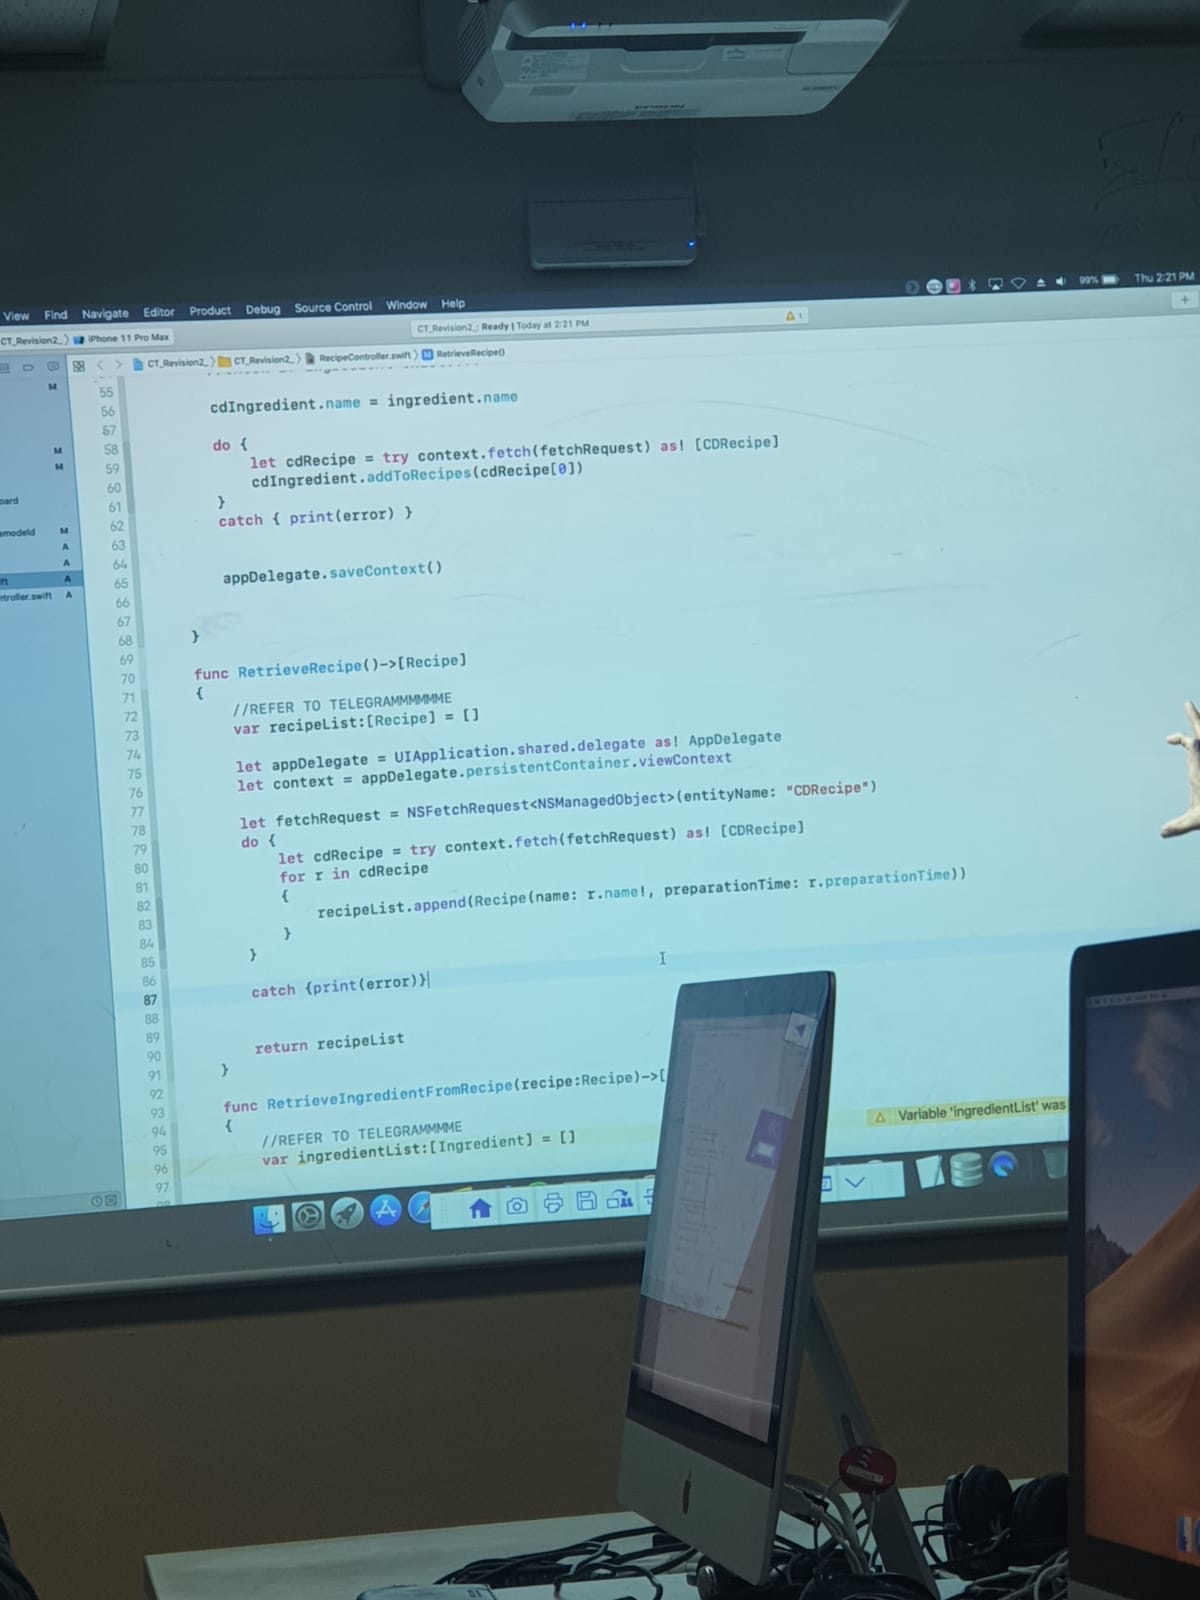 EPSON
View Find Navigate Editor Product Debug Source Control Window Help
99% Thu 2:21 PM
CT_Revision2_ 〉 iPhone 11 Pro Max
CT_Revision2_: Ready | Today at 2:21 PM
1
CT_Revision2_ 〉 CT_Revision2_ 〉 RecipeController.swift 〉 M RetrieveRecipe()
M
M
M
oard
emodeld M
A
A
ft A
ntroller.swift A
55
56 cdIngredient.name = ingredient.name
57
58 do {
59 let cdRecipe = try context.fetch(fetchRequest) as! [CDRecipe]
60 cdIngredient.addToRecipes(cdRecipe[0])
61 }
62 catch { print(error) }
63
64
65 appDelegate.saveContext()
66
67
68 }
69
70 func RetrieveRecipe()->[Recipe]
71 {
72 //REFER TO TELEGRAMMMMMME
73 var recipeList:[Recipe] = []
74
75 let appDelegate = UIApplication.shared.delegate as! AppDelegate
76 let context = appDelegate.persistentContainer.viewContext
77
78 let fetchRequest = NSFetchRequest<NSManagedObject>(entityName: "CDRecipe")
79 do {
80 let cdRecipe = try context.fetch(fetchRequest) as! [CDRecipe]
81 for r in cdRecipe
82 {
83 recipeList.append(Recipe(name: r.name!, preparationTime: r.preparationTime))
84 }
85 }
86
87 catch {print(error)}
88
89
90 return recipeList
91 }
92
93 func RetrieveIngredientFromRecipe(recipe:Recipe)->[
94 {
95 //REFER TO TELEGRAMMMME
96 var ingredientList:[Ingredient] = []
97
Variable 'ingredientList' was